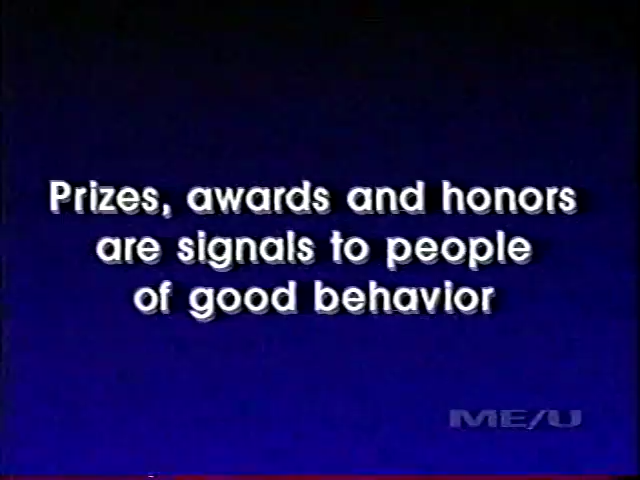 Prizes, awards and honors
are signals to people
of good behavior
ME/U